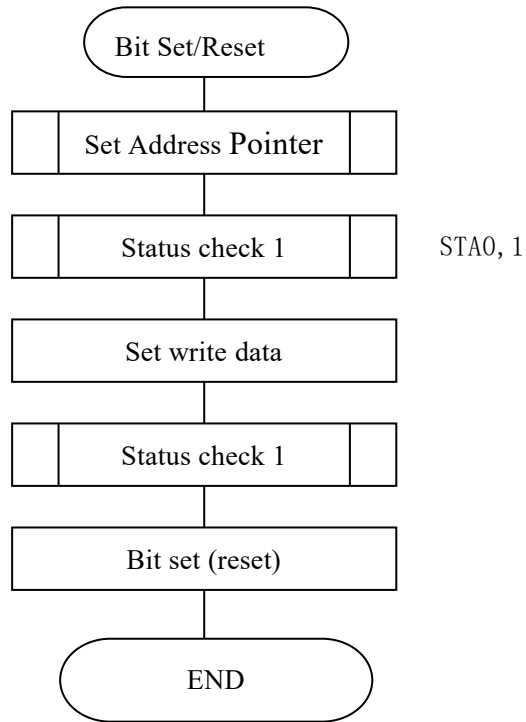 Bit Set/Reset
Set Address Pointer
Status check 1
STA0, 1
Set write data
Status check 1
Bit set (reset)
END